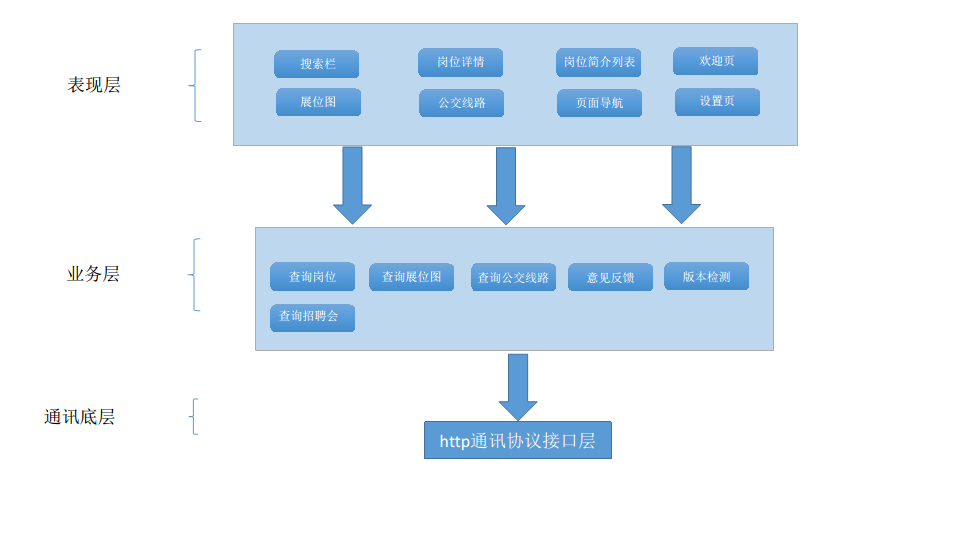 表现层
搜索栏
岗位详情
岗位简介列表
欢迎页
展位图
公交线路
页面导航
设置页
业务层
查询岗位
查询展位图
查询公交线路
意见反馈
版本检测
查询招聘会
通讯底层
http通讯协议接口层